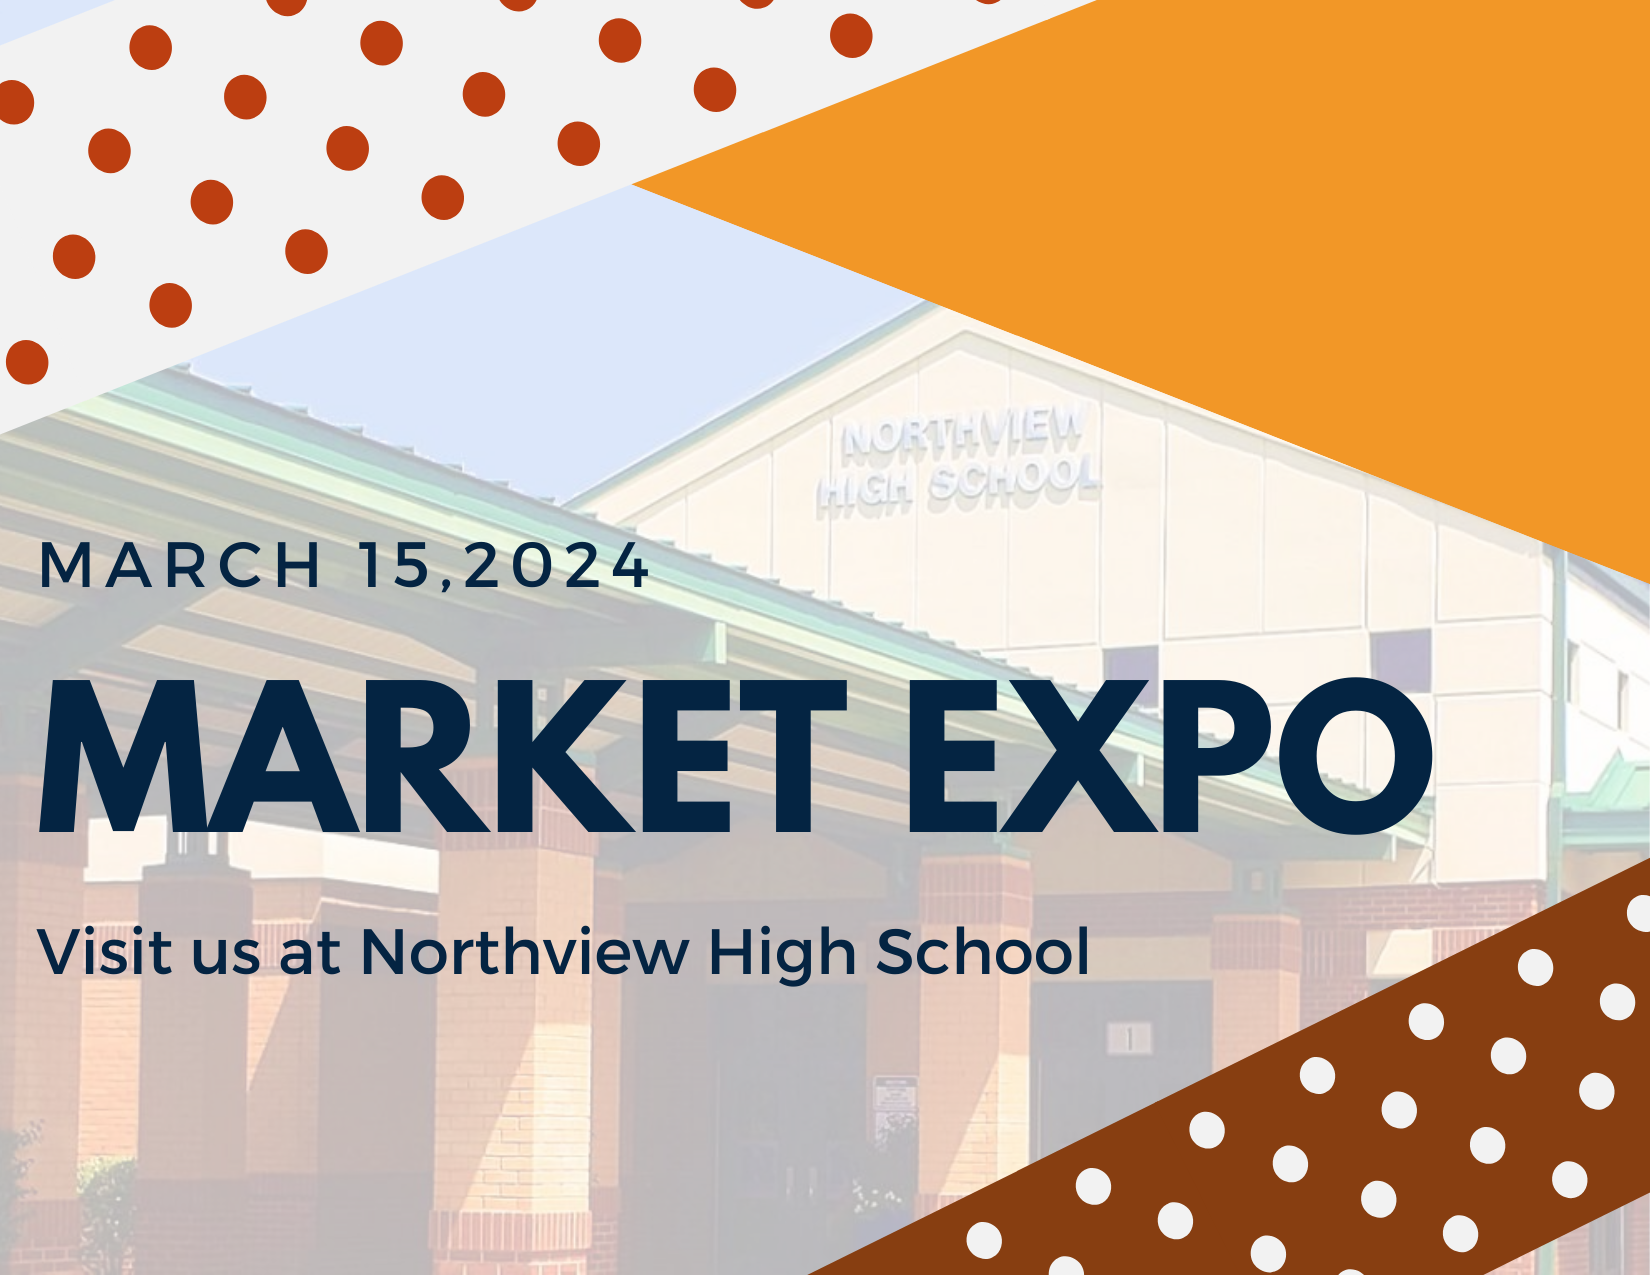 NORTHVIEW
HIGH SCHOOL
MARCH 15,2024
MARKET EXPO
Visit us at Northview High School
1